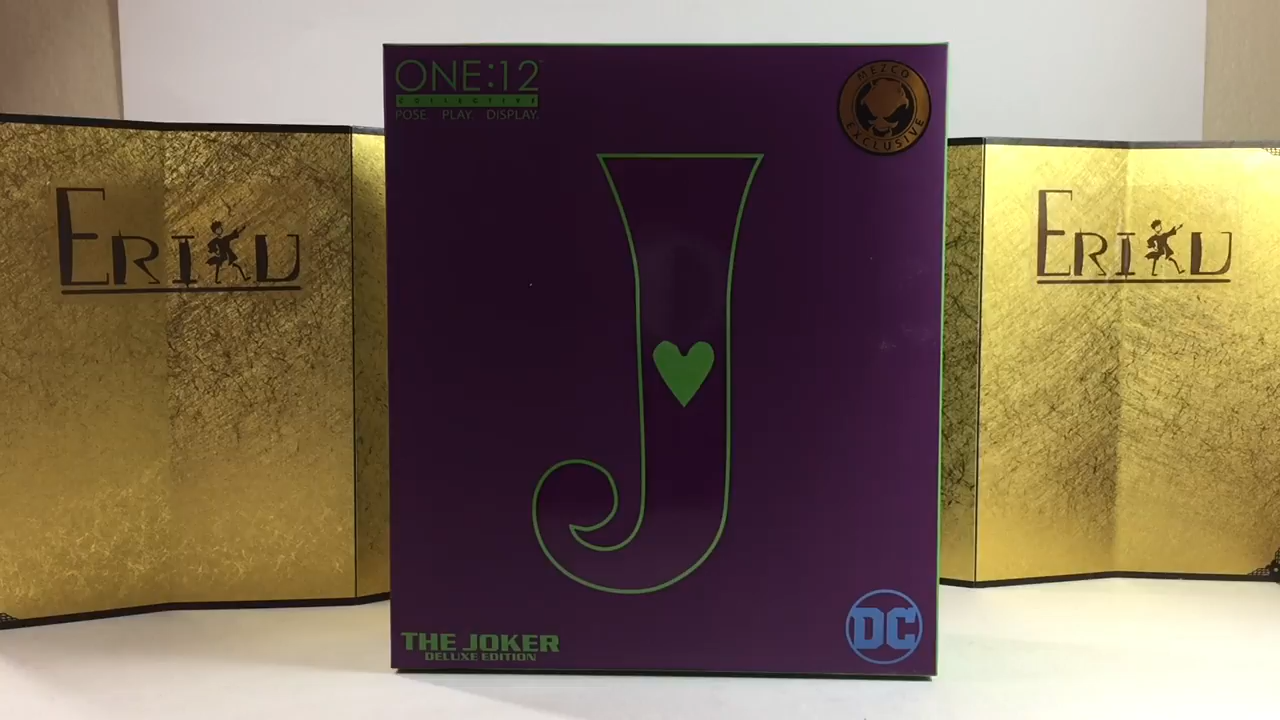 ONE:12
COLLECTIVE
POSE PLAY DISPLAY.
MEZCO
EXCLUSIVE
ERIKU
ERIKU
J
THE JOKER
DELUXE EDITION
DC